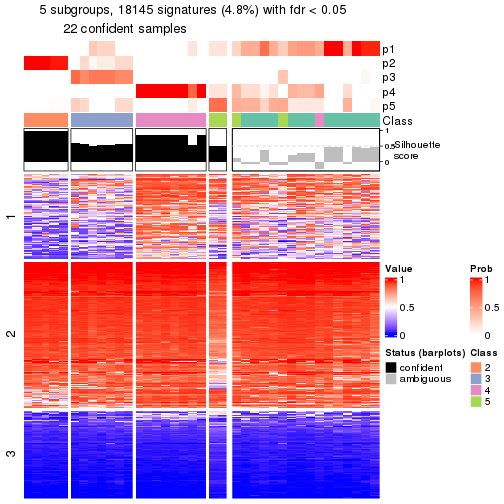 5 subgroups, 18145 signatures (4.8%) with fdr < 0.05
22 confident samples
p1
p2
p3
p4
p5
Class
1
0.5
0
Silhouette
score
1
2
3
Value
1
0.5
0
Prob
1
0.5
0
Status (barplots)
confident
ambiguous
Class
2
3
4
5